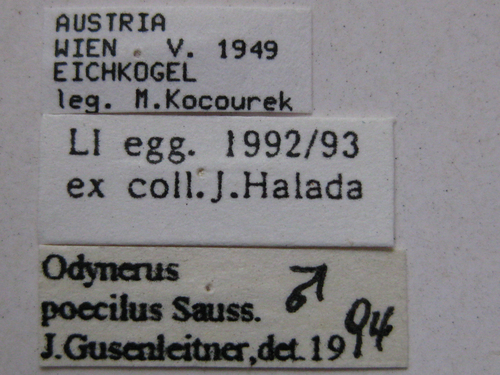 AUSTRIA
WIEN V. 1949
EICHKOGEL
leg. M.Kocourek
LI egg. 1992/93
ex coll. J.Halada
Odynerus ♂
poecilus Sauss.
J.Gusenleitner, det. 1994